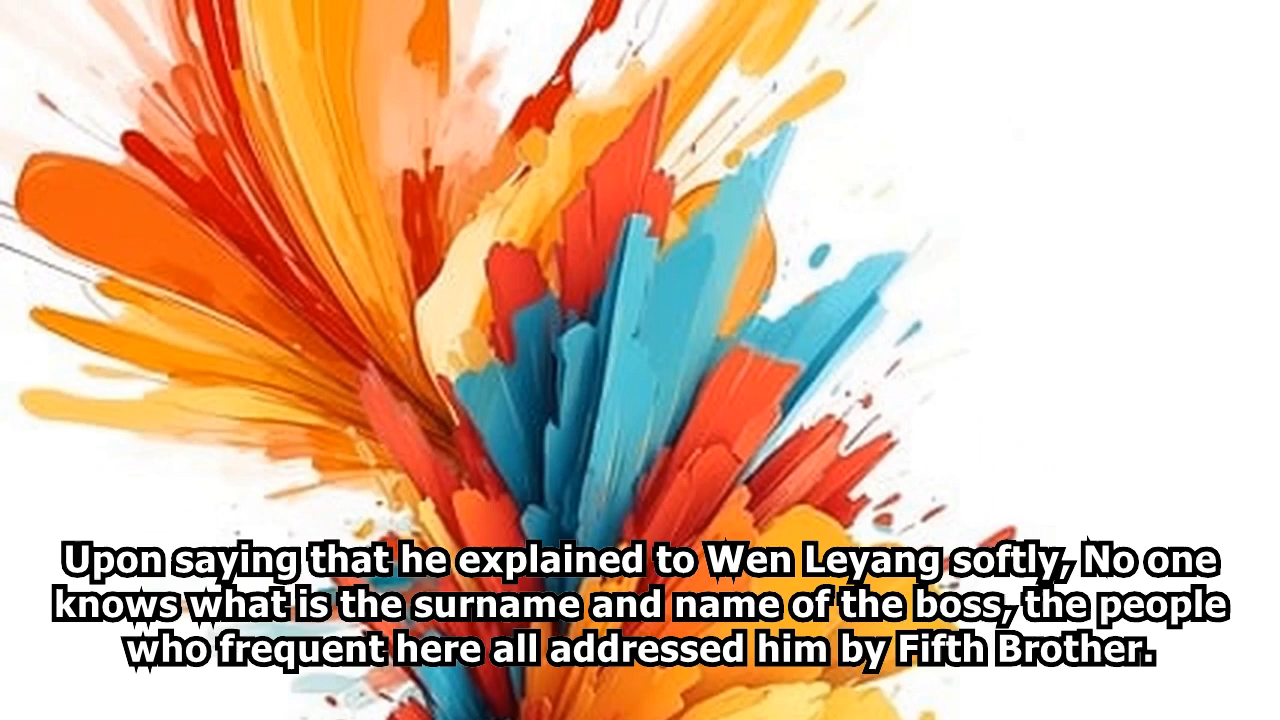 Upon saying that he explained to Wen Leyang softly, No one
knows what is the surname and name of the boss, the people
who frequent here all addressed him by Fifth Brother.